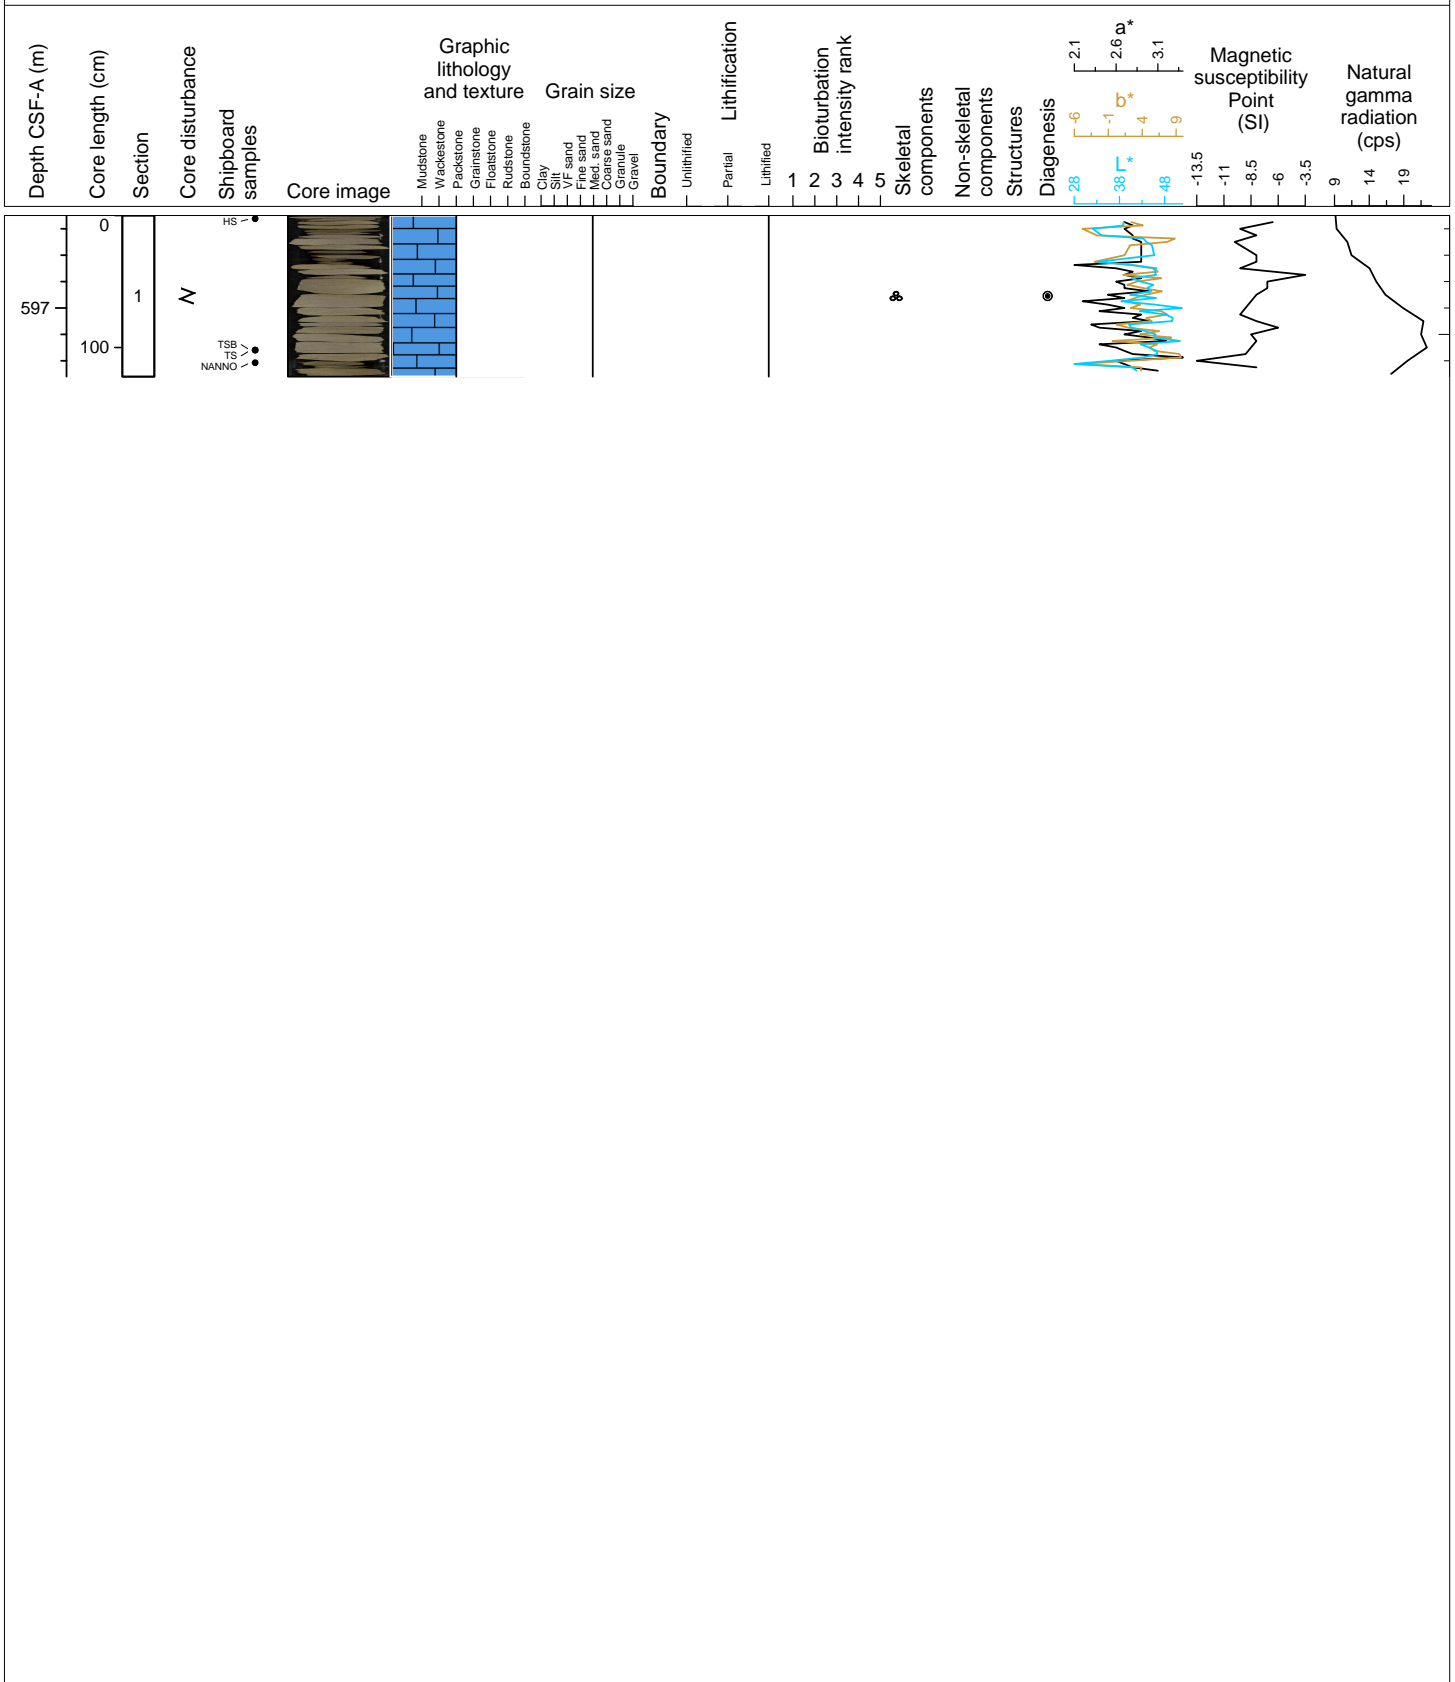 Depth CSF-A (m)
Core length (cm)
Section
Core disturbance
Shipboard
samples
Core image
Graphic
lithology
and texture
Mudstone
Wackestone
Packstone
Grainstone
Floatstone
Rudstone
Boundstone
Grain size
Clay
Silt
VF sand
Fine sand
Med. sand
Coarse sand
Granule
Gravel
Boundary
Lithification
Unlithified
Partial
Lithified
Bioturbation
intensity rank
1 2 3 4 5
Skeletal
components
Non-skeletal
components
Structures
Diagenesis
a*
2.1 2.6 3.1
b*
-6 -1 4 9
L*
28 38 48
Magnetic
susceptibility
Point
(SI)
-13.5 -11 -8.5 -6 -3.5
Natural
gamma
radiation
(cps)
9 14 19
0
HS
1
597
100
TSB
TS
NANNO